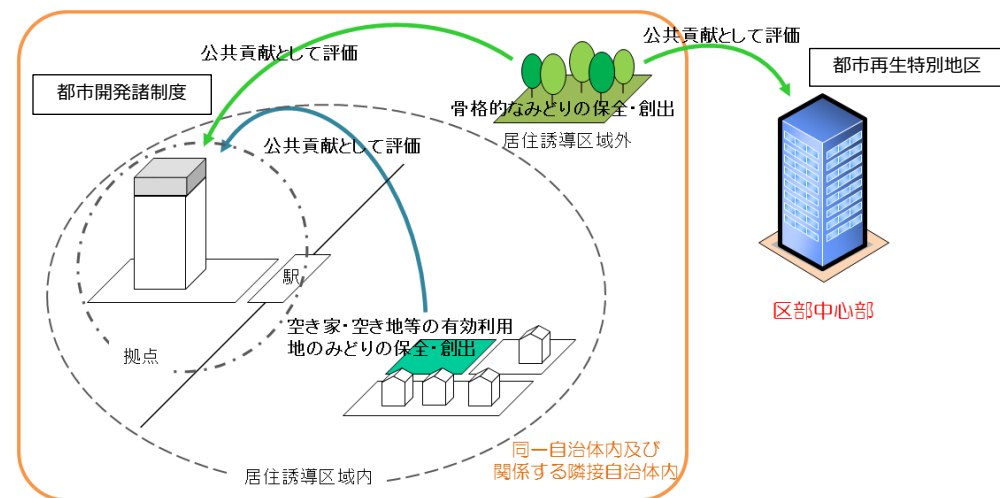 公共貢献として評価
公共貢献として評価
都市開発諸制度
都市再生特別地区
骨格的なみどりの保全・創出
居住誘導区域外
公共貢献として評価
駅
区部中心部
空き家・空き地等の有効利用
地のみどりの保全・創出
拠点
同一自治体内及び
関係する隣接自治体内
居住誘導区域内